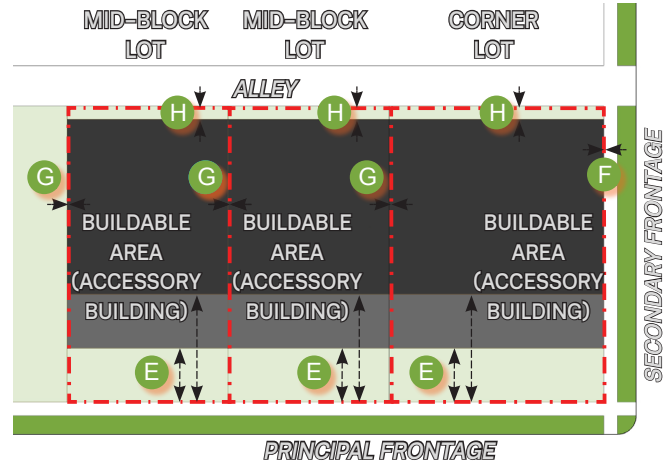 MID-BLOCK
LOT
MID-BLOCK
LOT
CORNER
LOT
ALLEY
H
H
H
G
G
G
F
BUILDABLE
AREA
(ACCESSORY
BUILDING)
BUILDABLE
AREA
(ACCESSORY
BUILDING)
BUILDABLE
AREA
(ACCESSORY
BUILDING)
SECONDARY FRONTAGE
E
E
E
PRINCIPAL FRONTAGE